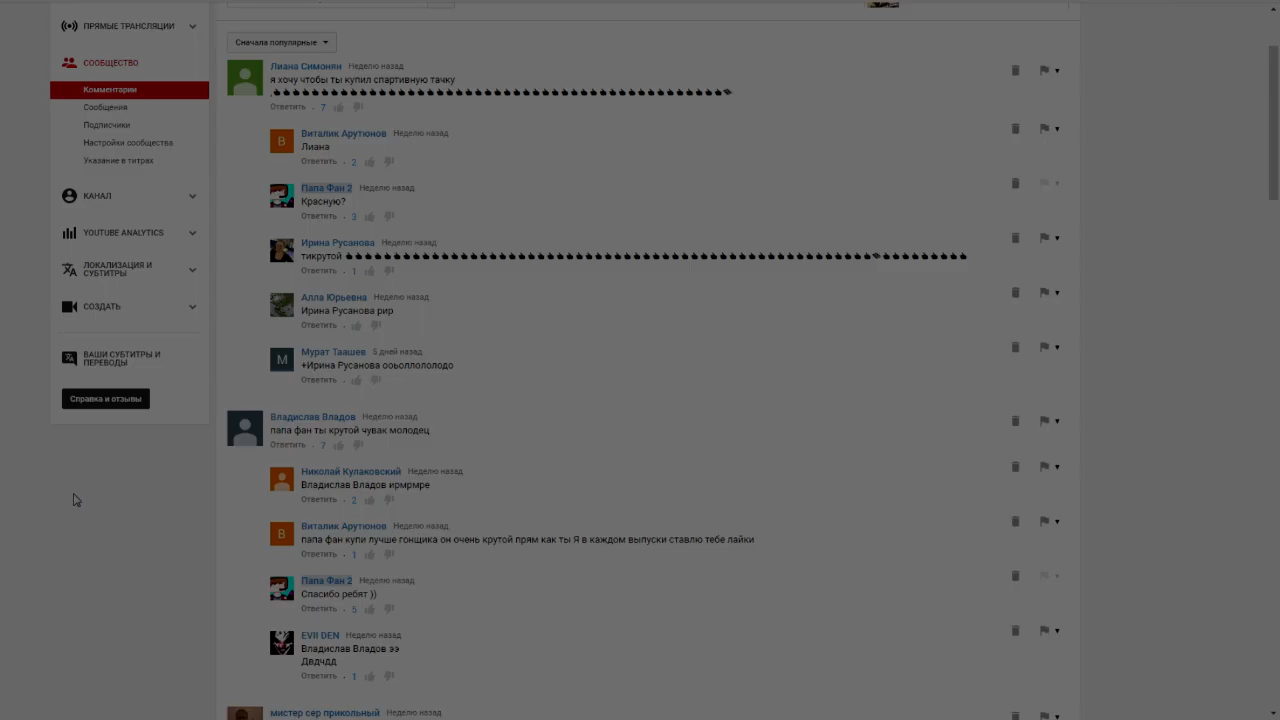 ПРЯМЫЕ ТРАНСЛЯЦИИ
СООБЩЕСТВО
Комментарии
Сообщения
Подписчики
Настройки сообщества
Указание в титрах
КАНАЛ
YOUTUBE ANALYTICS
ЛОКАЛИЗАЦИЯ И
СУБТИТРЫ
СОЗДАТЬ
ВАШИ СУБТИТРЫ И
ПЕРЕВОДЫ
Справка и отзывы
Сначала популярные
Лиана Симонян Неделю назад
я хочу чтобы ты купил спартивную тачку
Ответить · 7
В
Виталик Арутюнов Неделю назад
Лиана
Ответить · 2
Папа Фан 2 Неделю назад
Красную?
Ответить · 3
Ирина Русанова Неделю назад
тикрутой
Ответить · 1
Алла Юрьевна Неделю назад
Ирина Русанова рир
Ответить ·
М
Мурат Таашев 5 дней назад
+Ирина Русанова ооьоллололодо
Ответить ·
Владислав Владов Неделю назад
папа фан ты крутой чувак молодец
Ответить · 7
Николай Кулаковский Неделю назад
Владислав Владов ирмрмре
Ответить · 2
В
Виталик Арутюнов Неделю назад
папа фан купи лучше гонщика он очень крутой прям как ты Я в каждом выпуски ставлю тебе лайки
Ответить · 1
Папа Фан 2 Неделю назад
Спасибо ребят ))
Ответить · 5
EVII DEN Неделю назад
Владислав Владов ээ
Двдчдд
Ответить · 1
мистер сер прикольный Неделю назад